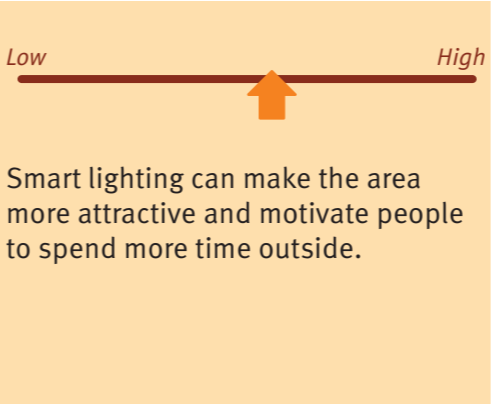 Low High
Smart lighting can make the area
more attractive and motivate people
to spend more time outside.